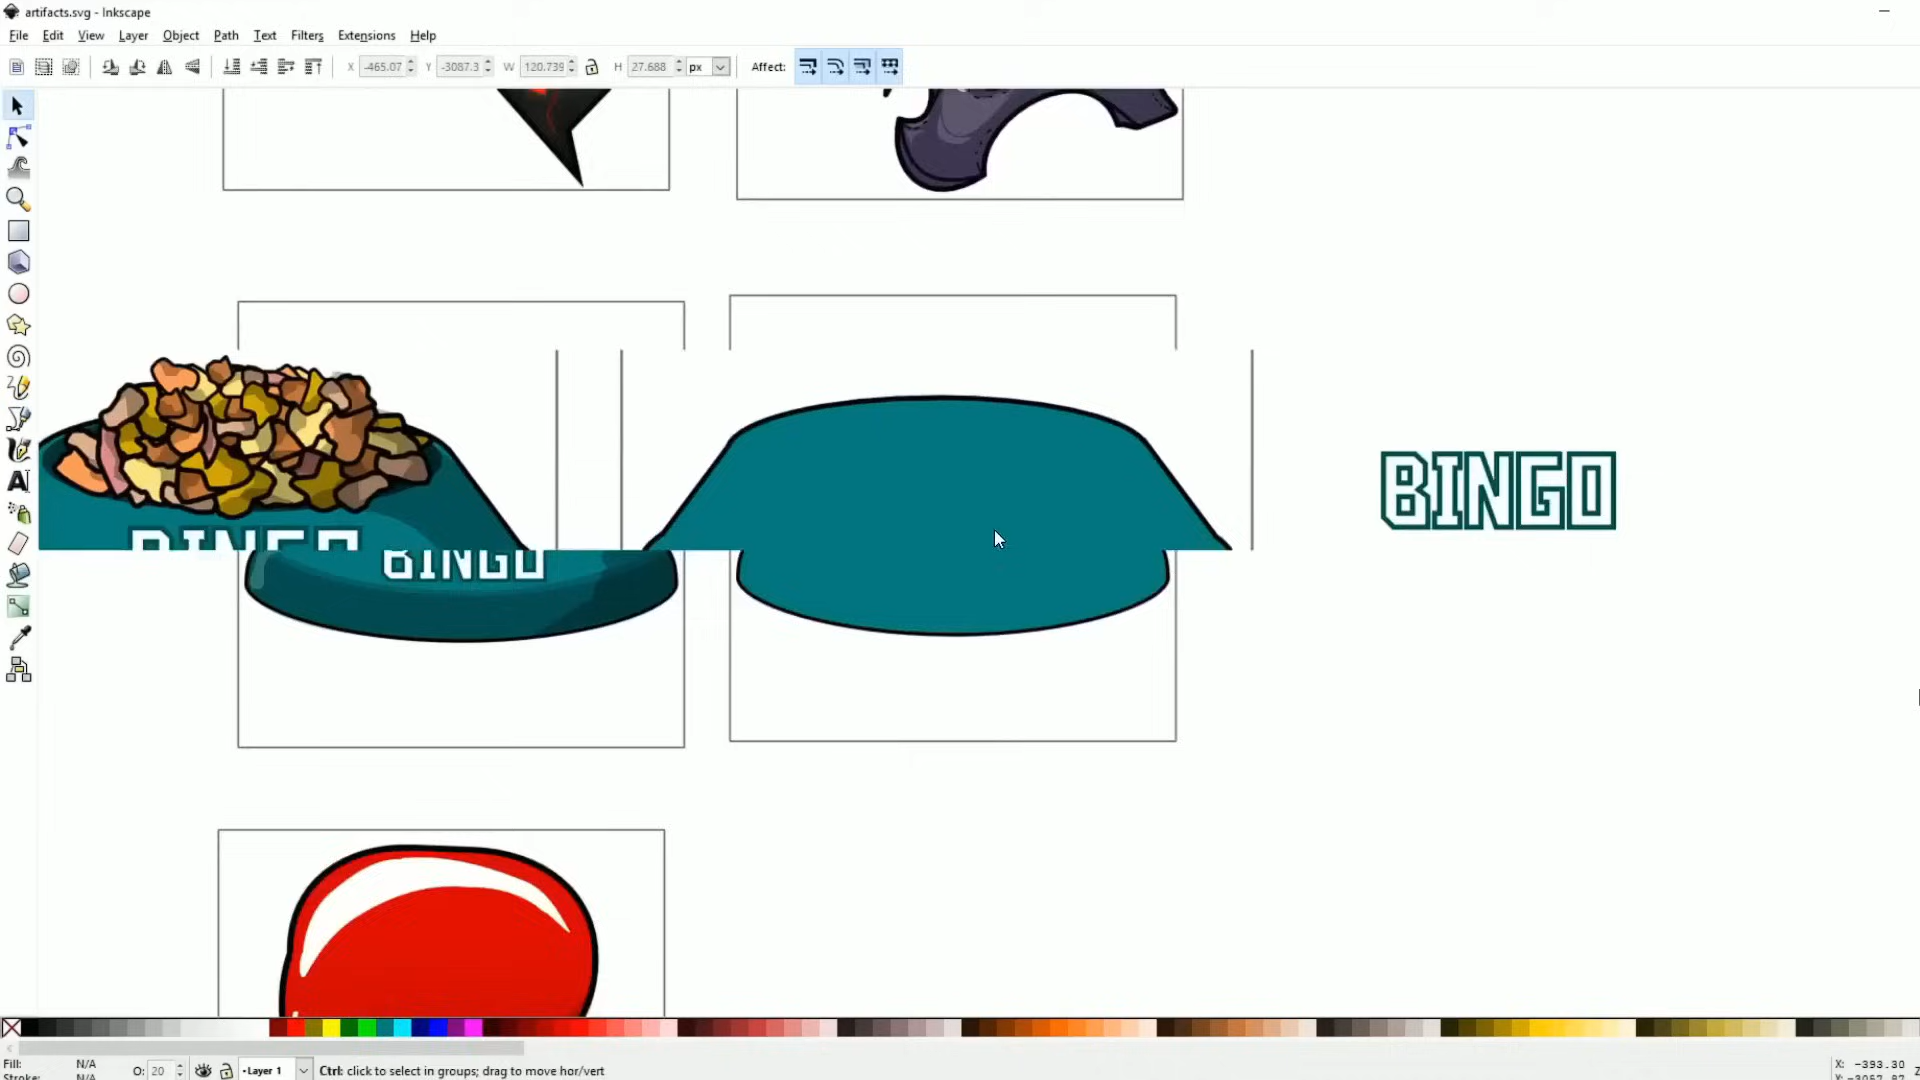 artifacts.svg - Inkscape
File Edit View Layer Object Path Text Filters Extensions Help
X -465.07 Y -3087.3 W 120.739 H 27.688 px Affect:
BINGO
BINGO
BINGO
Fill: N/A
O: 20 Layer 1 Ctrl: click to select in groups; drag to move hor/vert
Stroke: N/A
X: -393.30